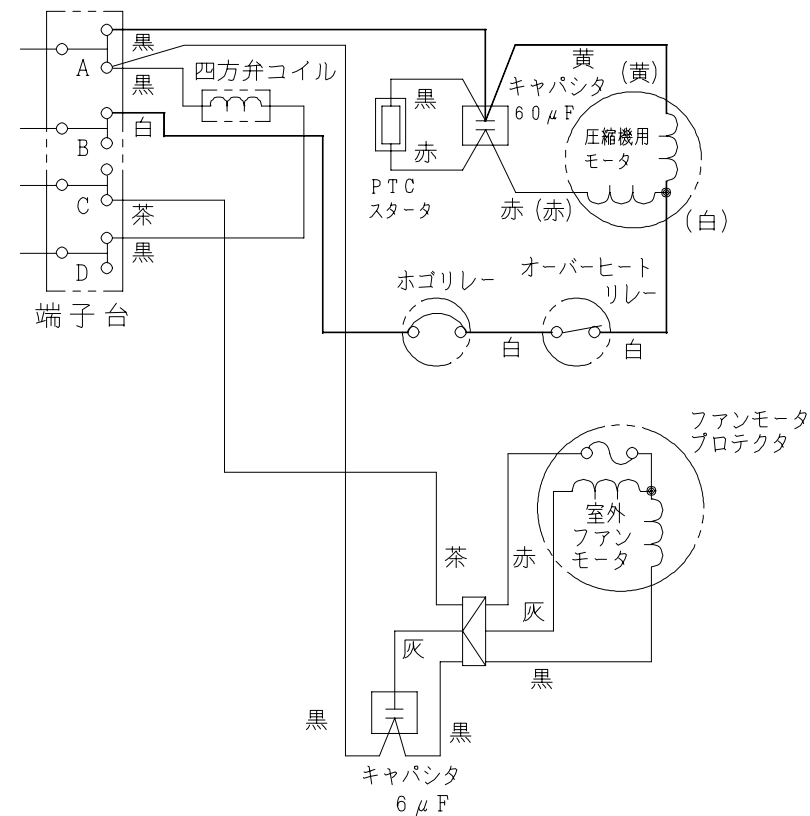 黒
A
黒
四方弁コイル
B
白
C
茶
D
黒
端子台
黒
赤
PTC
スタータ
キャパシタ
60μF
黄
(黄)
圧縮機用
モータ
赤(赤)
(白)
ホゴリレー
オーバーヒート
リレー
白
白
ファンモータ
プロテクタ
室外
ファン
モータ
茶
赤
灰
灰
黒
黒
黒
キャパシタ
6μF